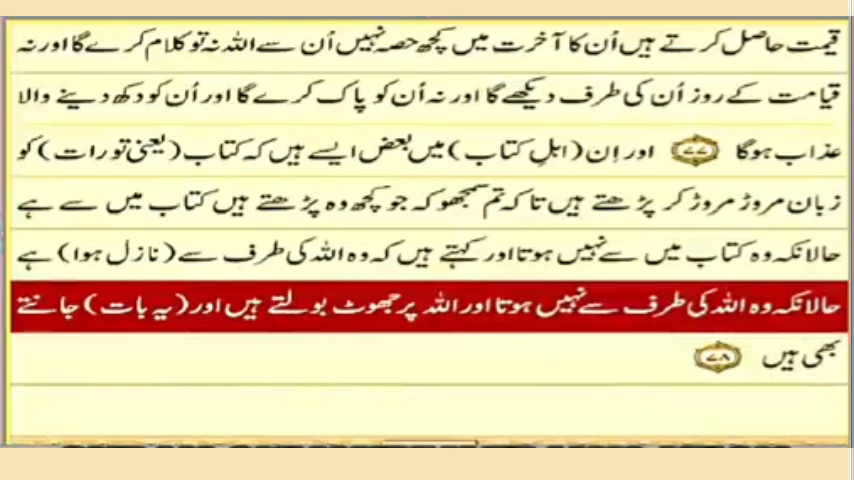 قیمت حاصل کرتے ہیں اُن کا آخرت میں کچھ حصہ نہیں اُن سے اللہ نہ تو کلام کرے گا اور نہ
قیامت کے روز اُن کی طرف دیکھے گا اور نہ اُن کو پاک کرے گا اور اُن کو دکھ دینے والا
عذاب ہوگا ۷۷ اور اِن (اہلِ کتاب) میں بعض ایسے ہیں کہ کتاب (یعنی تورات) کو
زبان مروڑ مروڑ کر پڑھتے ہیں تاکہ تم سمجھو کہ جو کچھ وہ پڑھتے ہیں کتاب میں سے ہے
حالانکہ وہ کتاب میں سے نہیں ہوتا اور کہتے ہیں کہ وہ اللہ کی طرف سے (نازل ہوا) ہے
حالانکہ وہ اللہ کی طرف سے نہیں ہوتا اور اللہ پر جھوٹ بولتے ہیں اور (یہ بات) جانتے
بھی ہیں ۷۸